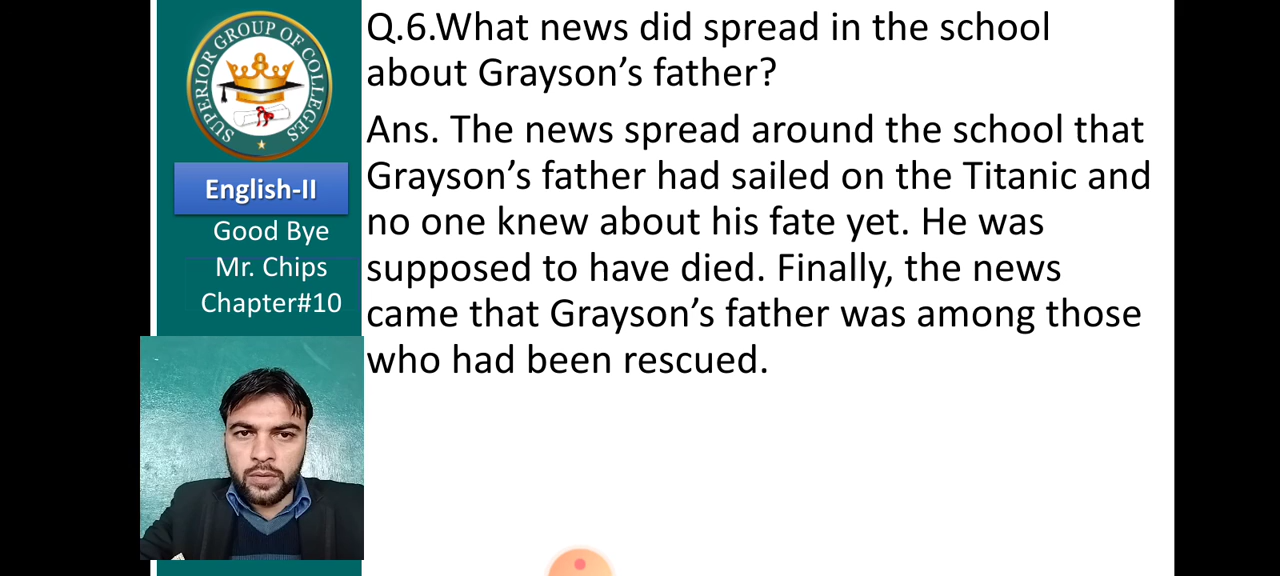 SUPERIOR GROUP OF COLLEGES
English-II
Good Bye
Mr. Chips
Chapter#10
Q.6.What news did spread in the school
about Grayson’s father?
Ans. The news spread around the school that
Grayson’s father had sailed on the Titanic and
no one knew about his fate yet. He was
supposed to have died. Finally, the news
came that Grayson’s father was among those
who had been rescued.